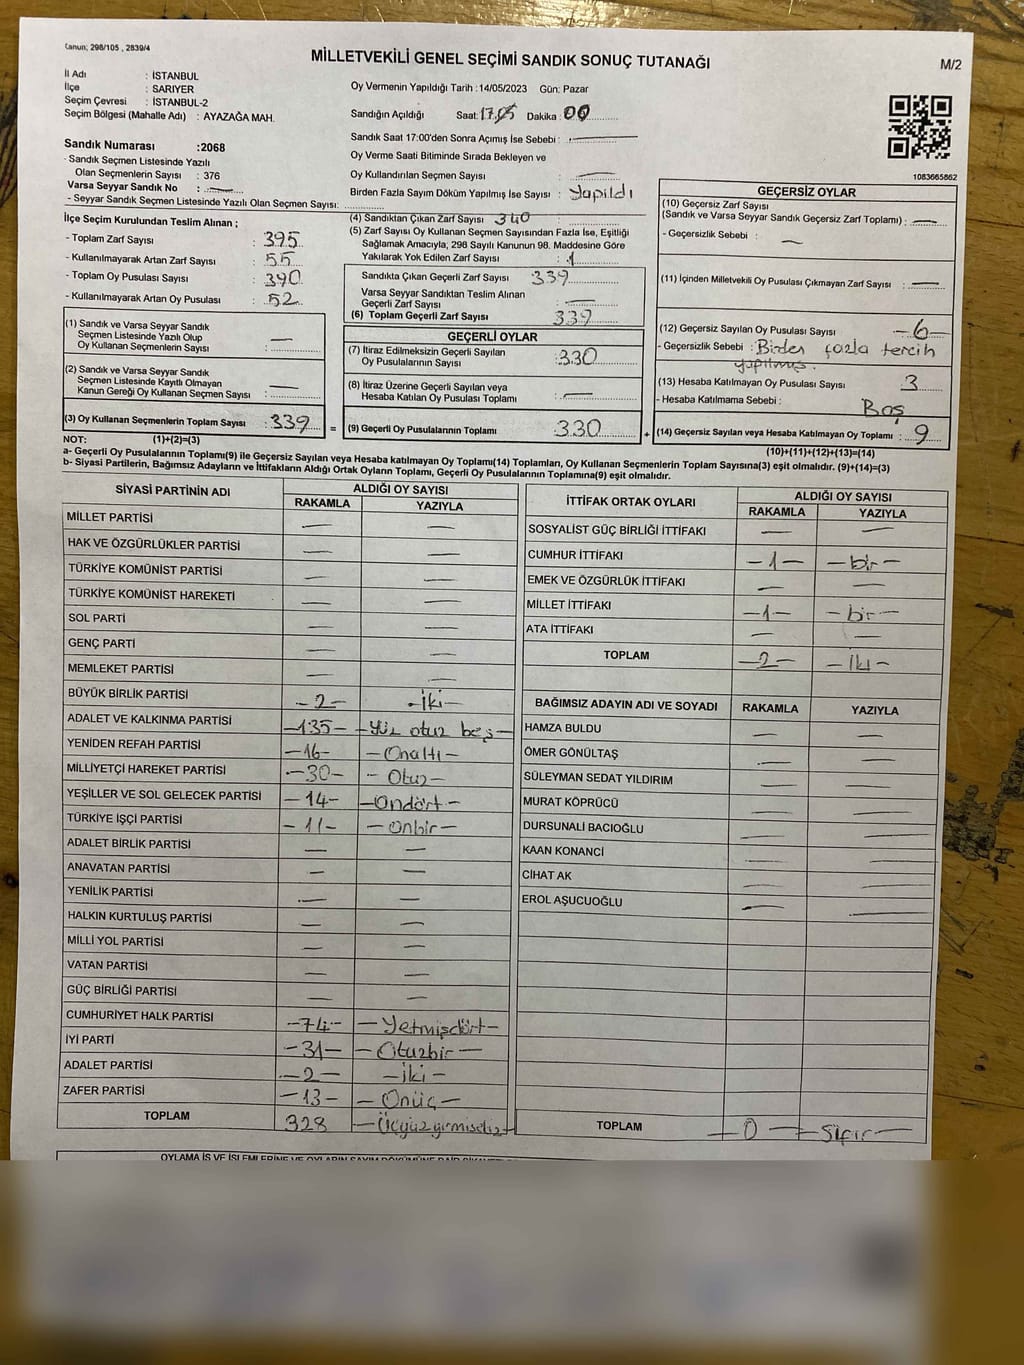 Kanun; 298/105 , 2839/4
MİLLETVEKİLİ GENEL SEÇİMİ SANDIK SONUÇ TUTANAĞI
M/2
İl Adı : İSTANBUL
İlçe : SARIYER
Seçim Çevresi : İSTANBUL-2
Seçim Bölgesi (Mahalle Adı) : AYAZAĞA MAH.
Sandık Numarası :2068
- Sandık Seçmen Listesinde Yazılı
Olan Seçmenlerin Sayısı : 376
Varsa Seyyar Sandık No : —
- Seyyar Sandık Seçmen Listesinde Yazılı Olan Seçmen Sayısı:
İlçe Seçim Kurulundan Teslim Alınan ;
- Toplam Zarf Sayısı : 395
- Kullanılmayarak Artan Zarf Sayısı : 55
- Toplam Oy Pusulası Sayısı : 390
- Kullanılmayarak Artan Oy Pusulası : 52
(1) Sandık ve Varsa Seyyar Sandık
Seçmen Listesinde Yazılı Olup
Oy Kullanan Seçmenlerin Sayısı : —
(2) Sandık ve Varsa Seyyar Sandık
Seçmen Listesinde Kayıtlı Olmayan
Kanun Gereği Oy Kullanan Seçmen Sayısı : —
(3) Oy Kullanan Seçmenlerin Toplam Sayısı : 339 =
Oy Vermenin Yapıldığı Tarih :14/05/2023 Gün: Pazar
Sandığın Açıldığı Saat: 17.05 Dakika : 00
Sandık Saat 17:00'den Sonra Açımış İse Sebebi : —
Oy Verme Saati Bitiminde Sırada Bekleyen ve
Oy Kullandırılan Seçmen Sayısı : —
Birden Fazla Sayım Döküm Yapılmış İse Sayısı : Yapıldı
(4) Sandıktan Çıkan Zarf Sayısı 340
(5) Zarf Sayısı Oy Kullanan Seçmen Sayısından Fazla İse, Eşitliği
Sağlamak Amacıyla, 298 Sayılı Kanunun 98. Maddesine Göre
Yakılarak Yok Edilen Zarf Sayısı : 1
Sandıkta Çıkan Geçerli Zarf Sayısı 339
Varsa Seyyar Sandıktan Teslim Alınan
Geçerli Zarf Sayısı : —
(6) Toplam Geçerli Zarf Sayısı 339
GEÇERLİ OYLAR
(7) İtiraz Edilmeksizin Geçerli Sayılan
Oy Pusulalarının Sayısı : 330
(8) İtiraz Üzerine Geçerli Sayılan veya
Hesaba Katılan Oy Pusulası Toplamı : —
(9) Geçerli Oy Pusulalarının Toplamı 330 +
1083665862
GEÇERSİZ OYLAR
(10) Geçersiz Zarf Sayısı
(Sandık ve Varsa Seyyar Sandık Geçersiz Zarf Toplamı) : —
- Geçersizlik Sebebi : —
(11) İçinden Milletvekili Oy Pusulası Çıkmayan Zarf Sayısı : —
(12) Geçersiz Sayılan Oy Pusulası Sayısı -6-
- Geçersizlik Sebebi : Birden fazla tercih
yapılmış.
(13) Hesaba Katılmayan Oy Pusulası Sayısı 3
- Hesaba Katılmama Sebebi : Boş
(14) Geçersiz Sayılan veya Hesaba Katılmayan Oy Toplamı : 9
NOT: (1)+(2)=(3)
(10)+(11)+(12)+(13)=(14)
a- Geçerli Oy Pusulalarının Toplamı(9) ile Geçersiz Sayılan veya Hesaba katılmayan Oy Toplamı(14) Toplamları, Oy Kullanan Seçmenlerin Toplam Sayısına(3) eşit olmalıdır. (9)+(14)=(3)
b- Siyasi Partilerin, Bağımsız Adayların ve İttifakların Aldığı Ortak Oyların Toplamı, Geçerli Oy Pusulalarının Toplamına(9) eşit olmalıdır.
SİYASİ PARTİNİN ADI ALDIĞI OY SAYISI
RAKAMLA YAZIYLA
MİLLET PARTİSİ — —
HAK VE ÖZGÜRLÜKLER PARTİSİ — —
TÜRKİYE KOMÜNİST PARTİSİ — —
TÜRKİYE KOMÜNİST HAREKETİ — —
SOL PARTİ — —
GENÇ PARTİ — —
MEMLEKET PARTİSİ — —
BÜYÜK BİRLİK PARTİSİ -2- -iki-
ADALET VE KALKINMA PARTİSİ -135- -Yüz otuz beş-
YENİDEN REFAH PARTİSİ -16- -Onaltı-
MİLLİYETÇİ HAREKET PARTİSİ -30- - Otuz-
YEŞİLLER VE SOL GELECEK PARTİSİ -14- -Ondört-
TÜRKİYE İŞÇİ PARTİSİ -11- -Onbir-
ADALET BİRLİK PARTİSİ — —
ANAVATAN PARTİSİ — —
YENİLİK PARTİSİ — —
HALKIN KURTULUŞ PARTİSİ — —
MİLLİ YOL PARTİSİ — —
VATAN PARTİSİ — —
GÜÇ BİRLİĞİ PARTİSİ — —
CUMHURİYET HALK PARTİSİ -74- -Yetmişdört-
İYİ PARTİ -31- -Otuzbir-
ADALET PARTİSİ -2- -iki-
ZAFER PARTİSİ -13- -Onüç-
TOPLAM 328 -Üçyüzyirmisekiz-
İTTİFAK ORTAK OYLARI ALDIĞI OY SAYISI
RAKAMLA YAZIYLA
SOSYALİST GÜÇ BİRLİĞİ İTTİFAKI — —
CUMHUR İTTİFAKI -1- -bir-
EMEK VE ÖZGÜRLÜK İTTİFAKI — —
MİLLET İTTİFAKI -1- -bir-
ATA İTTİFAKI — —
TOPLAM -2- -İki-
BAĞIMSIZ ADAYIN ADI VE SOYADI RAKAMLA YAZIYLA
HAMZA BULDU — —
ÖMER GÖNÜLTAŞ — —
SÜLEYMAN SEDAT YILDIRIM — —
MURAT KÖPRÜCÜ — —
DURSUNALİ BACIOĞLU — —
KAAN KONANCİ — —
CİHAT AK — —
EROL AŞUCUOĞLU — —
TOPLAM -0- -Sıfır-